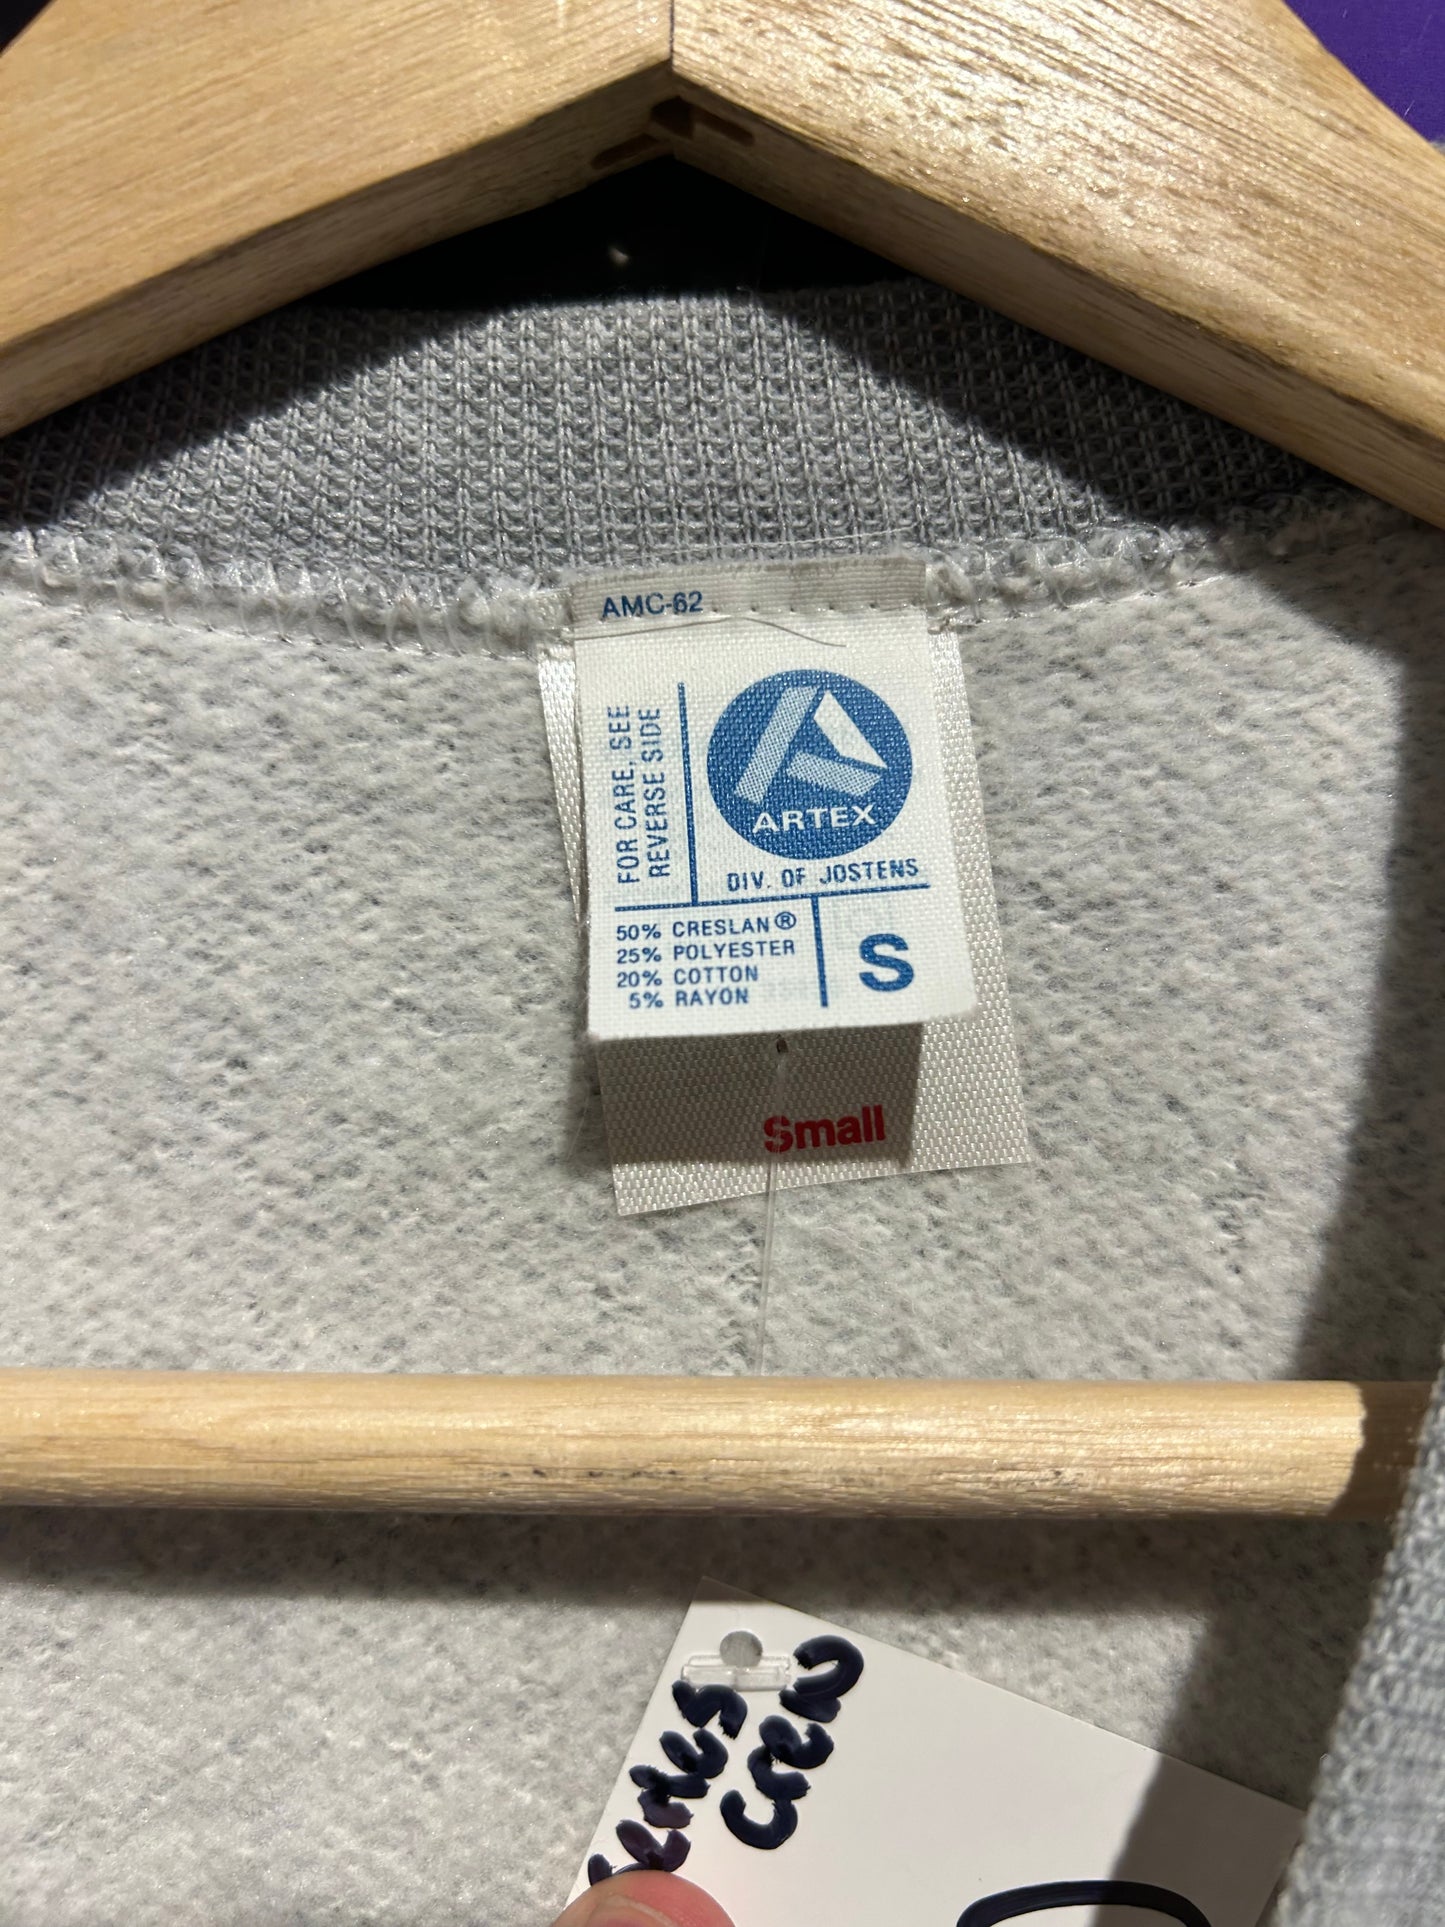 AMC-62
FOR CARE, SEE
REVERSE SIDE
ARTEX
DIV. OF JOSTENS
50% CRESLAN®
25% POLYESTER
20% COTTON
5% RAYON
S
Small
Crew